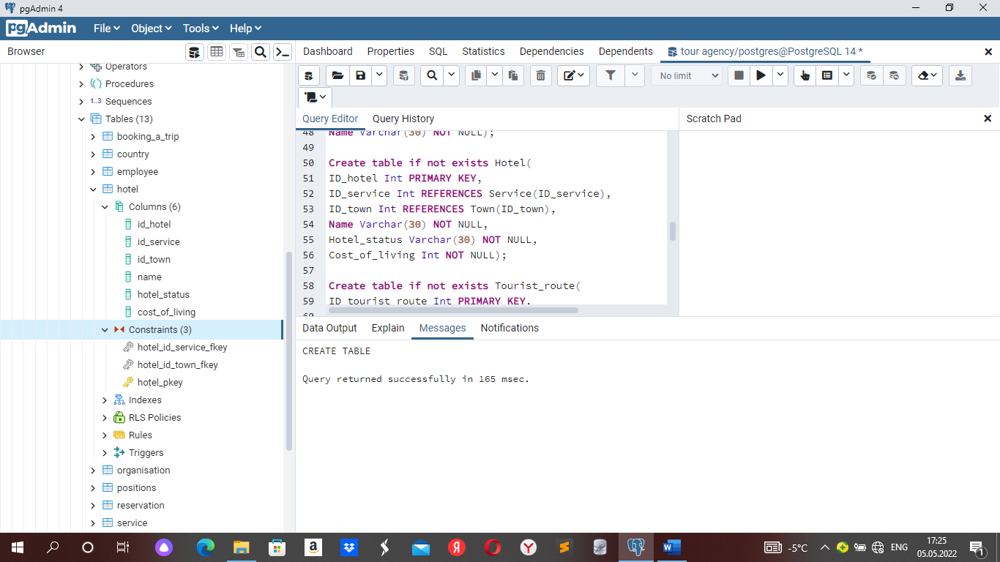 pgAdmin 4
pgAdmin File Object Tools Help
Browser
Dashboard Properties SQL Statistics Dependencies Dependents tour agency/postgres@PostgreSQL 14 *
No limit
Query Editor Query History Scratch Pad
Operators
Procedures
1..3 Sequences
Tables (13)
booking_a_trip
country
employee
hotel
Columns (6)
id_hotel
id_service
id_town
name
hotel_status
cost_of_living
Constraints (3)
hotel_id_service_fkey
hotel_id_town_fkey
hotel_pkey
Indexes
RLS Policies
Rules
Triggers
organisation
positions
reservation
service
48 Name Varchar(30) NOT NULL);
49
50 Create table if not exists Hotel(
51 ID_hotel Int PRIMARY KEY,
52 ID_service Int REFERENCES Service(ID_service),
53 ID_town Int REFERENCES Town(ID_town),
54 Name Varchar(30) NOT NULL,
55 Hotel_status Varchar(30) NOT NULL,
56 Cost_of_living Int NOT NULL);
57
58 Create table if not exists Tourist_route(
59 ID_tourist_route Int PRIMARY KEY,
60
Data Output Explain Messages Notifications
CREATE TABLE
Query returned successfully in 165 msec.
-5°C ENG 17:25
05.05.2022 1